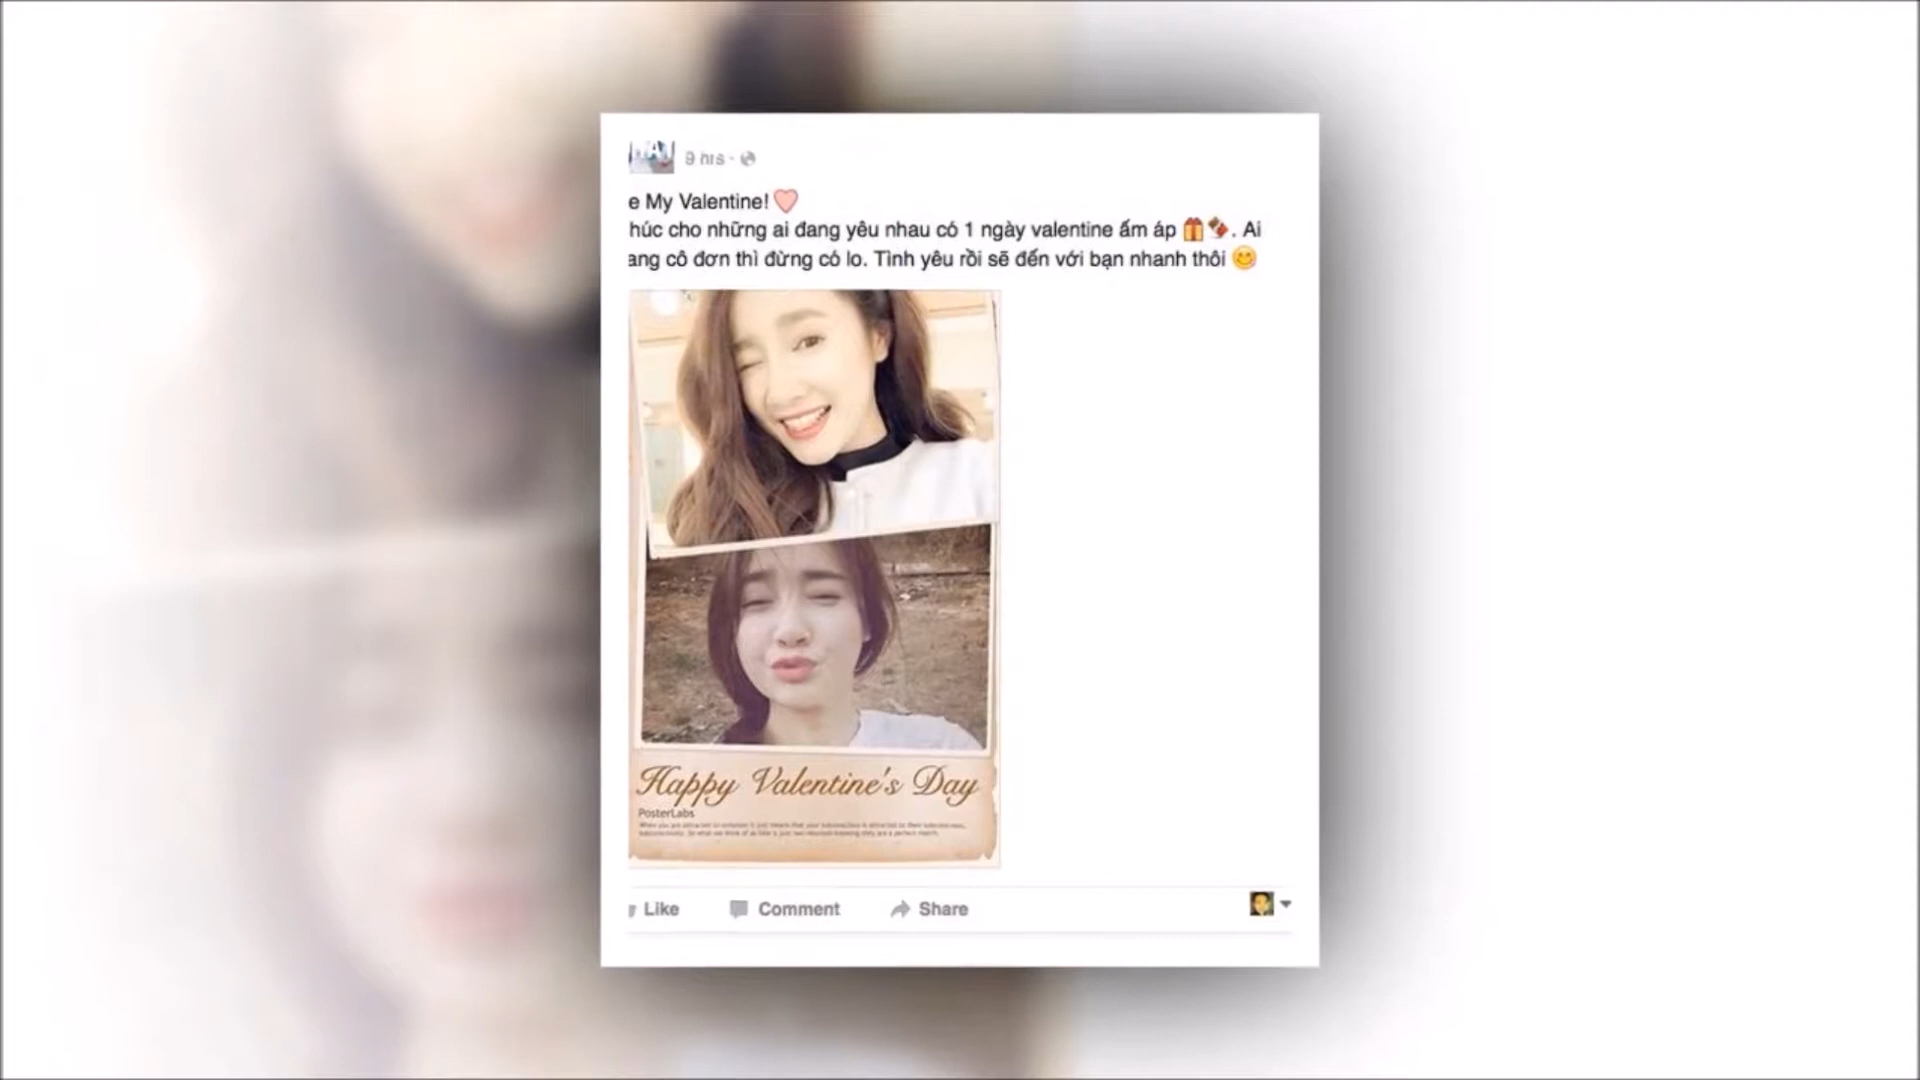 9 hrs ·
e My Valentine!
húc cho những ai đang yêu nhau có 1 ngày valentine ấm áp . Ai
ang cô đơn thì đừng có lo. Tình yêu rồi sẽ đến với bạn nhanh thôi
Happy Valentine's Day
PosterLabs
Like Comment Share